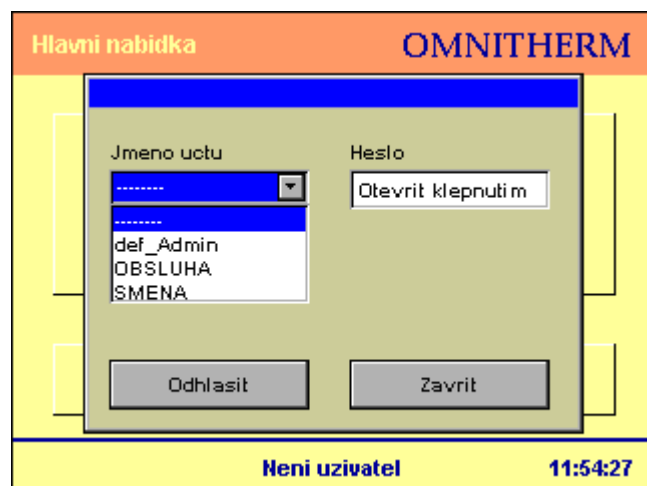 Hlavni nabidka
OMNITHERM
Jmeno uctu
Heslo
--------
Otevrit klepnutim
--------
def_Admin
OBSLUHA
SMENA
Odhlasit
Zavrit
Neni uzivatel
11:54:27